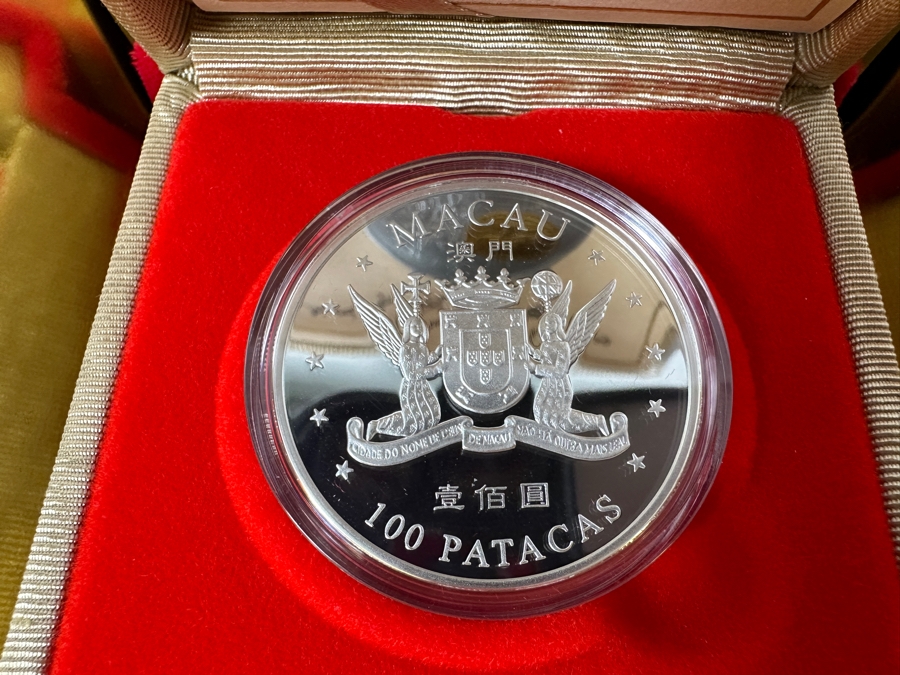 MACAU
澳門
CIDADE DO NOME DE DEUS DE MACAU NÃO HÁ OUTRA MAIS LEAL
壹佰圓
100 PATACAS